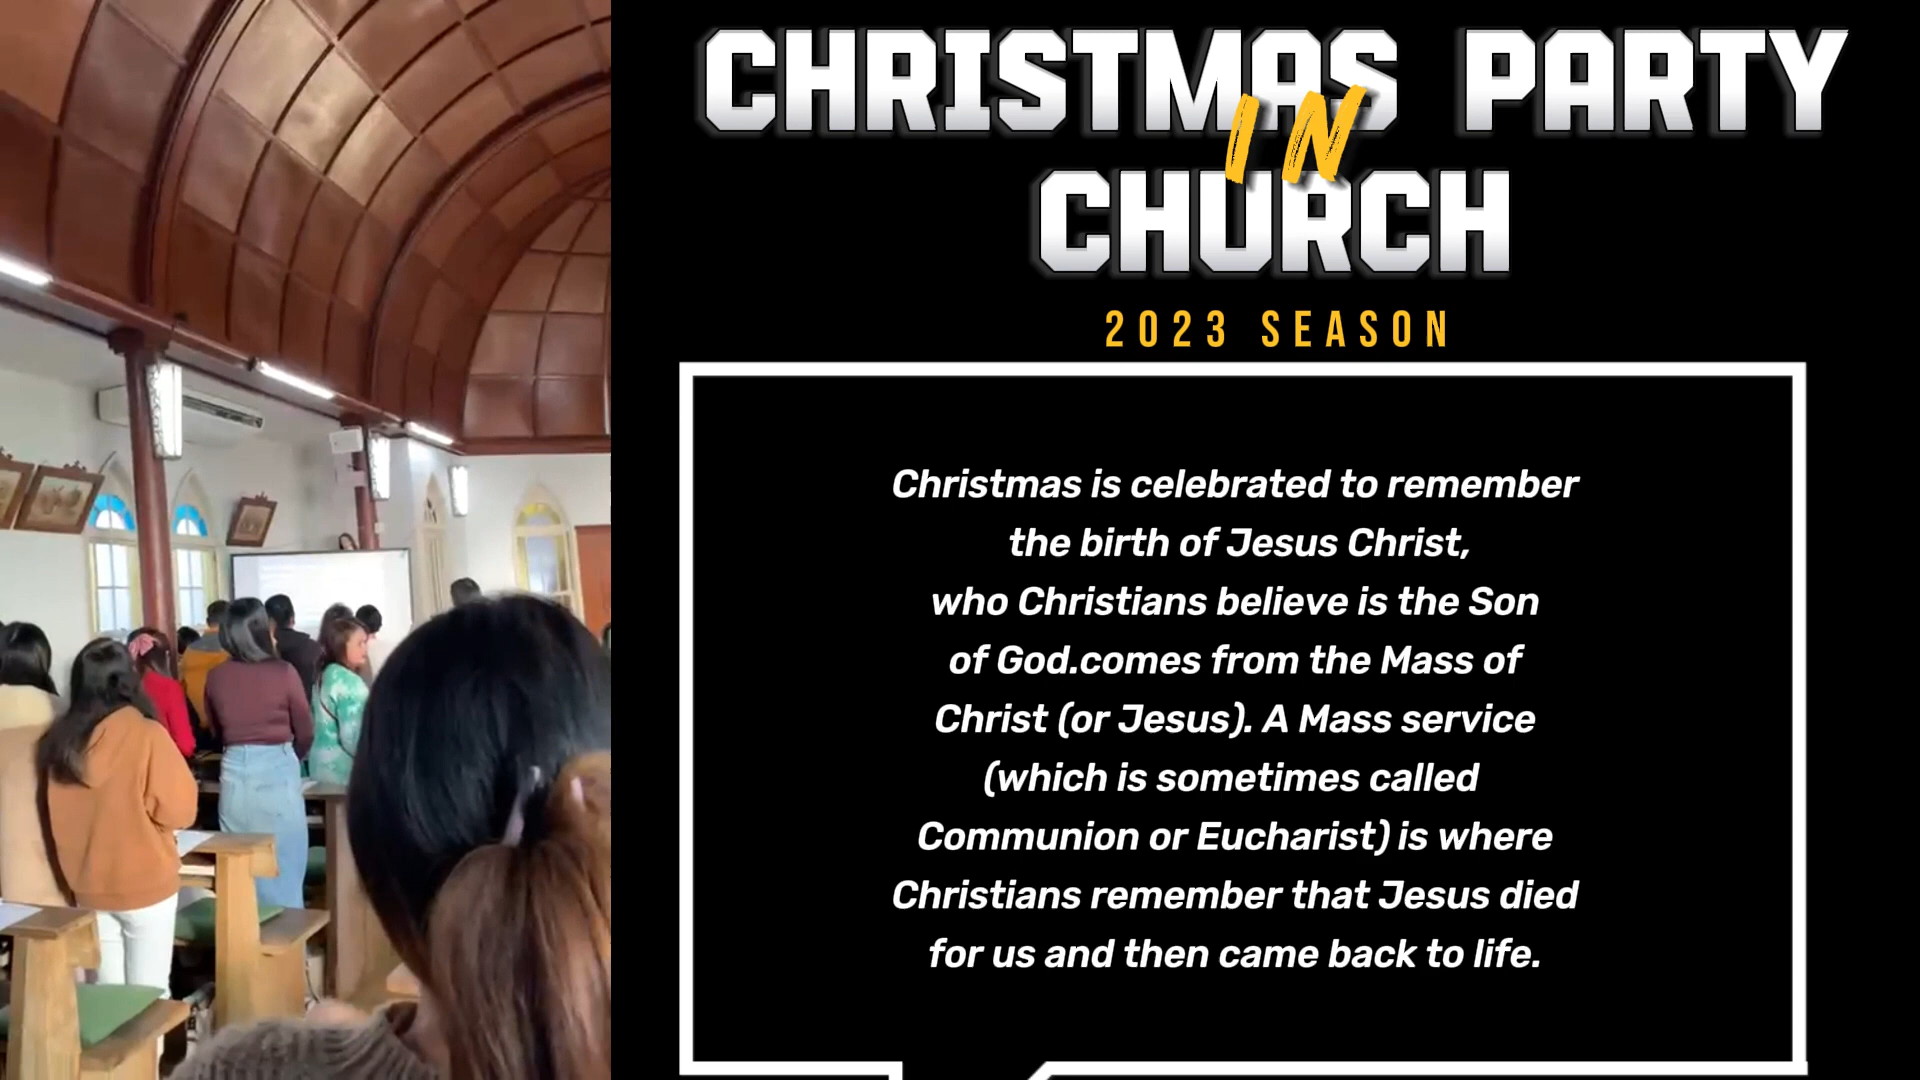 CHRISTMAS PARTY
IN
CHURCH
2023 SEASON
Christmas is celebrated to remember
the birth of Jesus Christ,
who Christians believe is the Son
of God.comes from the Mass of
Christ (or Jesus). A Mass service
(which is sometimes called
Communion or Eucharist) is where
Christians remember that Jesus died
for us and then came back to life.